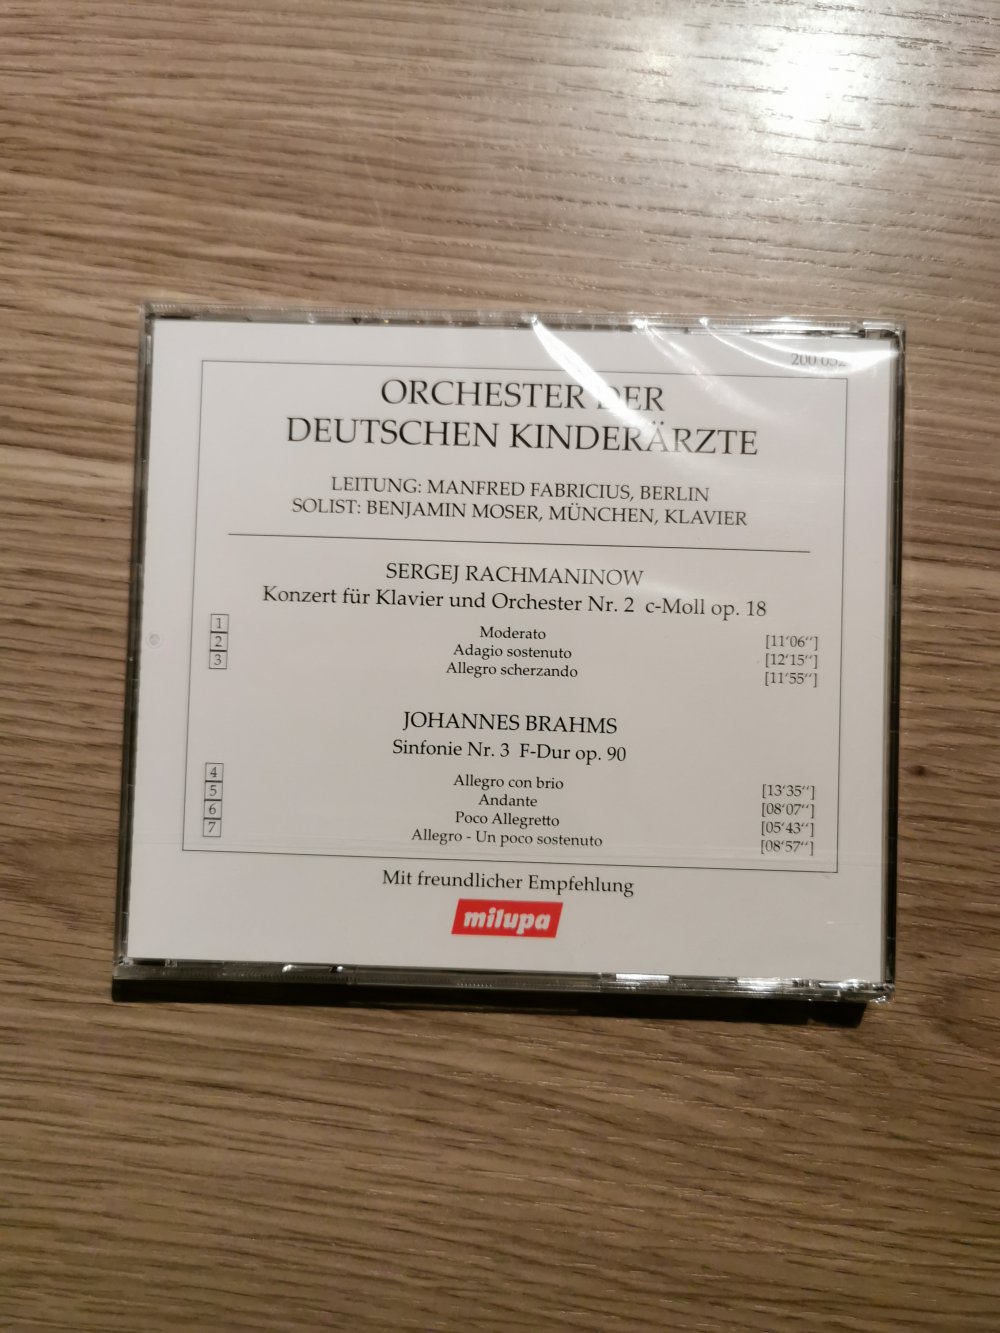 200 052
ORCHESTER DER
DEUTSCHEN KINDERÄRZTE
LEITUNG: MANFRED FABRICIUS, BERLIN
SOLIST: BENJAMIN MOSER, MÜNCHEN, KLAVIER
SERGEJ RACHMANINOW
Konzert für Klavier und Orchester Nr. 2 c-Moll op. 18
1 Moderato [11‘06‘‘]
2 Adagio sostenuto [12‘15‘‘]
3 Allegro scherzando [11‘55‘‘]
JOHANNES BRAHMS
Sinfonie Nr. 3 F-Dur op. 90
4 Allegro con brio [13‘35‘‘]
5 Andante [08‘07‘‘]
6 Poco Allegretto [05‘43‘‘]
7 Allegro - Un poco sostenuto [08‘57‘‘]
Mit freundlicher Empfehlung
milupa